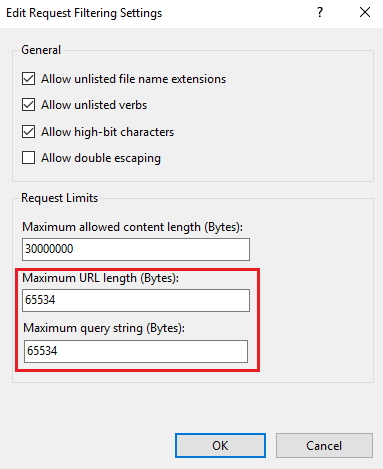 Edit Request Filtering Settings
General
Allow unlisted file name extensions
Allow unlisted verbs
Allow high-bit characters
Allow double escaping
Request Limits
Maximum allowed content length (Bytes):
30000000
Maximum URL length (Bytes):
65534
Maximum query string (Bytes):
65534
OK Cancel